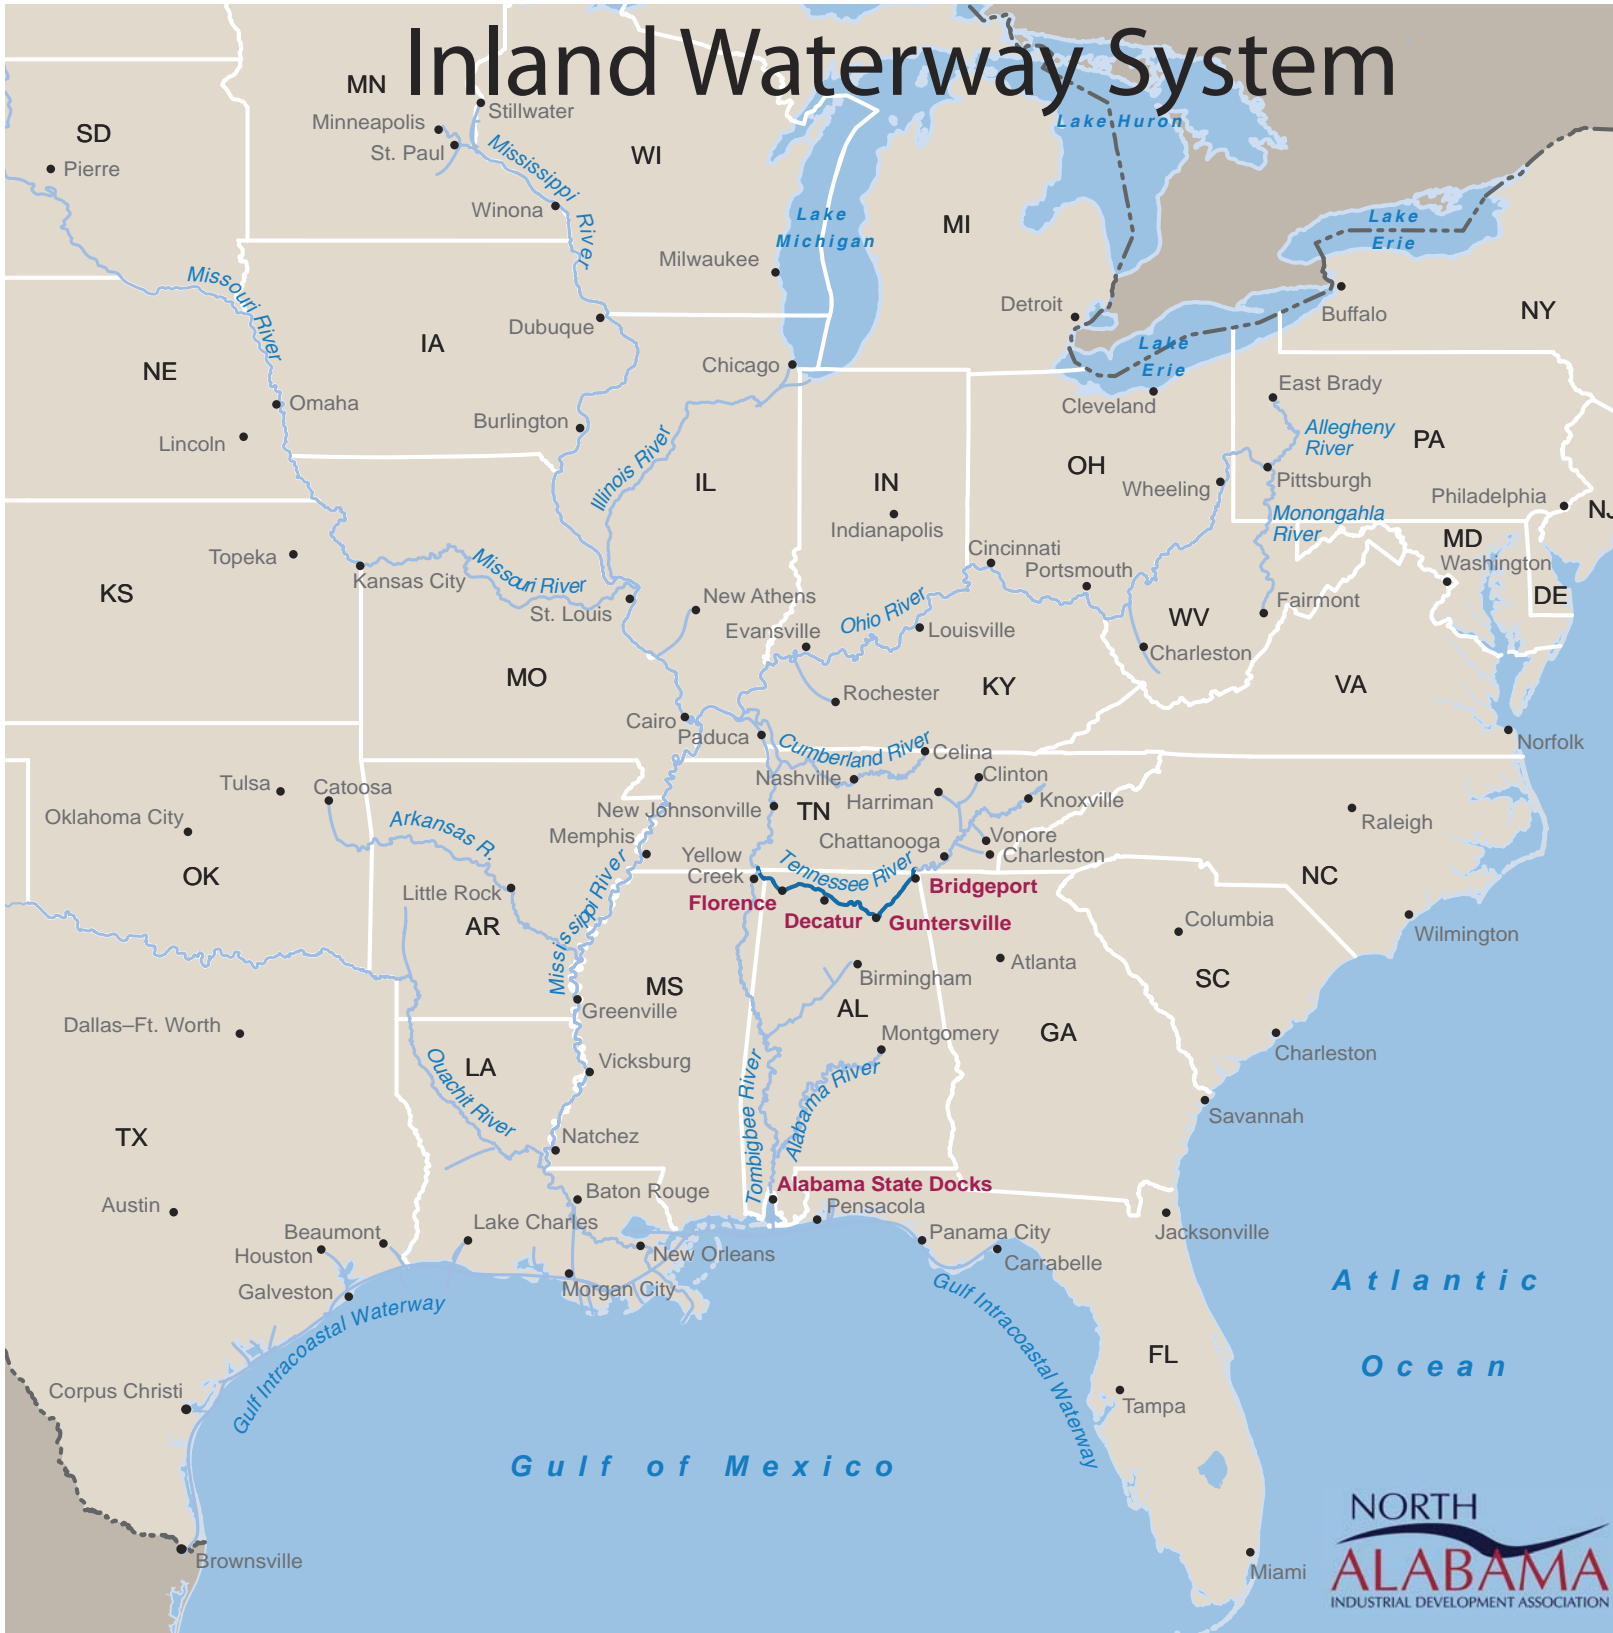 Inland Waterway System
MN
Stillwater
Minneapolis
St. Paul
Mississippi
River
Winona
SD
Pierre
WI
Lake Huron
Lake
Michigan
MI
Lake
Erie
Milwaukee
Missouri River
Detroit
Buffalo
NY
Dubuque
IA
NE
Chicago
Lake
Erie
East Brady
Cleveland
Omaha
Lincoln
Burlington
Illinois River
Allegheny
River
PA
OH
IL
IN
Wheeling
Pittsburgh
Philadelphia
NJ
Indianapolis
Monongahla
River
MD
Washington
Topeka
Kansas City
Missouri River
Cincinnati
Portsmouth
KS
St. Louis
New Athens
Ohio River
Fairmont
DE
WV
Evansville
Louisville
Charleston
MO
Rochester
KY
VA
Cairo
Paduca
Cumberland River
Celina
Norfolk
Nashville
Clinton
Tulsa
Catoosa
Harriman
Knoxville
Oklahoma City
New Johnsonville
TN
Raleigh
Arkansas R.
Memphis
Chattanooga
Vonore
Charleston
Yellow
Creek
Tennessee River
OK
NC
Little Rock
Mississippi River
Florence
Bridgeport
Decatur
Guntersville
AR
Columbia
Wilmington
Birmingham
Atlanta
SC
MS
AL
Greenville
Dallas–Ft. Worth
Montgomery
GA
Charleston
Ouachit River
LA
Vicksburg
Tombigbee River
Alabama River
Savannah
TX
Natchez
Alabama State Docks
Baton Rouge
Pensacola
Austin
Lake Charles
Beaumont
Panama City
Jacksonville
Houston
New Orleans
Carrabelle
Galveston
Morgan City
Gulf Intracoastal Waterway
Gulf Intracoastal Waterway
Atlantic
Ocean
FL
Corpus Christi
Tampa
Gulf of Mexico
Brownsville
Miami
NORTH
ALABAMA
INDUSTRIAL DEVELOPMENT ASSOCIATION